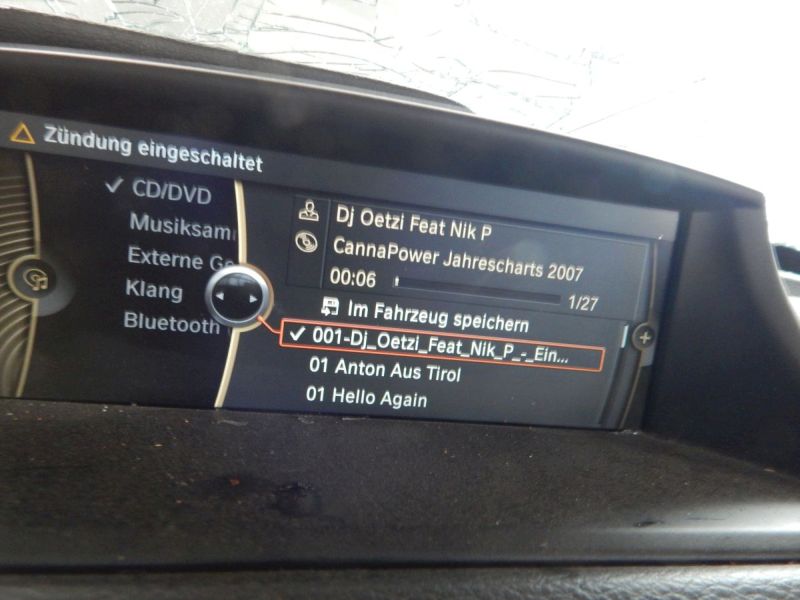 Zündung eingeschaltet
CD/DVD
Musiksam
Externe Ge
Klang
Bluetooth
Dj Oetzi Feat Nik P
CannaPower Jahrescharts 2007
00:06
1/27
Im Fahrzeug speichern
001-Dj_Oetzi_Feat_Nik_P_-_Ein...
01 Anton Aus Tirol
01 Hello Again